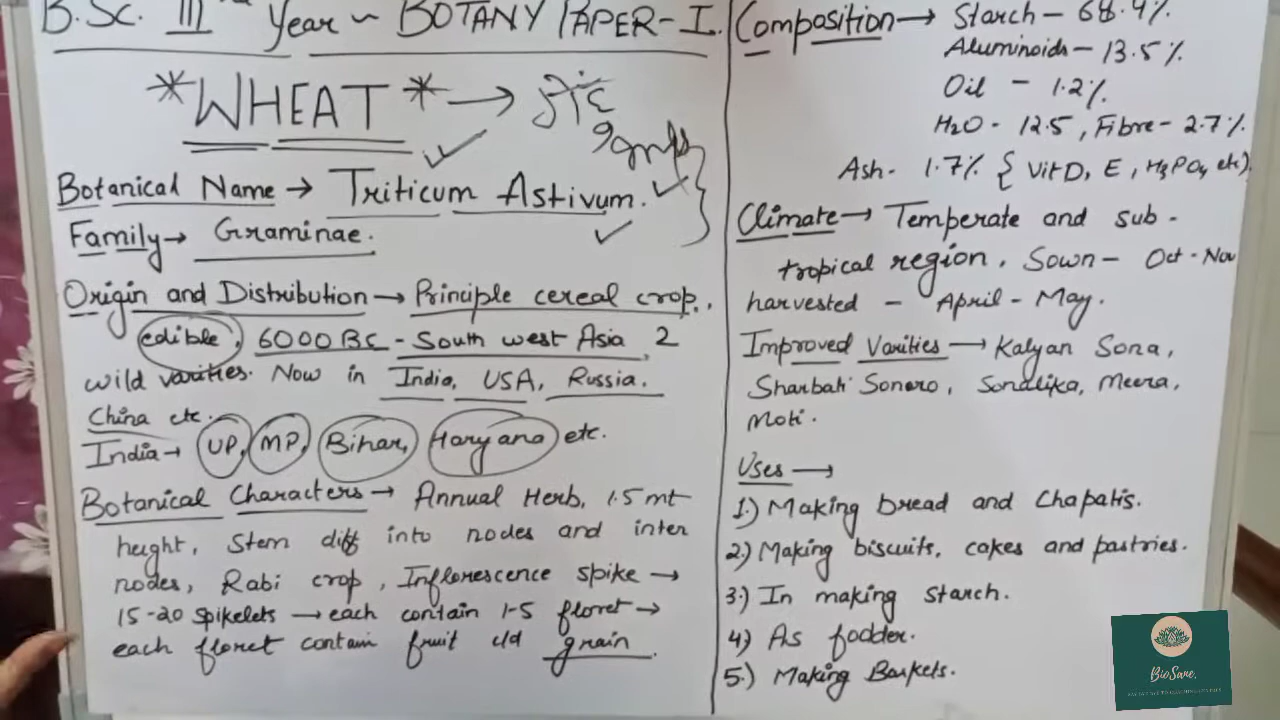 B.Sc. III Year ~ BOTANY PAPER-I.
*WHEAT* → गेहूँ
Botanical Name → Triticum Astivum.
Family → Graminae.
Origin and Distribution → Principle cereal crop,
edible, 6000 BC - South west Asia, 2
wild varities. Now in India, USA, Russia,
China etc.
India → UP, MP, Bihar, Haryana etc.
Botanical Characters → Annual Herb, 1.5 mt
height, Stem diff into nodes and inter
nodes, Rabi crop, Inflorescence spike →
15-20 Spikelets → each contain 1-5 floret →
each floret contain fruit c/d grain.
Composition → Starch - 68.4%.
Aluminoids - 13.5%.
Oil - 1.2%.
H2O - 12.5, Fibre - 2.7%.
Ash - 1.7% { Vit D, E, H3PO4 etc}.
Climate → Temperate and sub-
tropical region. Sown - Oct - Nov
harvested - April - May.
Improved Varities → Kalyan Sona,
Sharbati Sonoro, Sonalika, Meera,
Moti.
Uses →
1.) Making bread and Chapatis.
2.) Making biscuits, cakes and pastries.
3.) In making Starch.
4.) As fodder.
5.) Making Baskets.
BioSane.